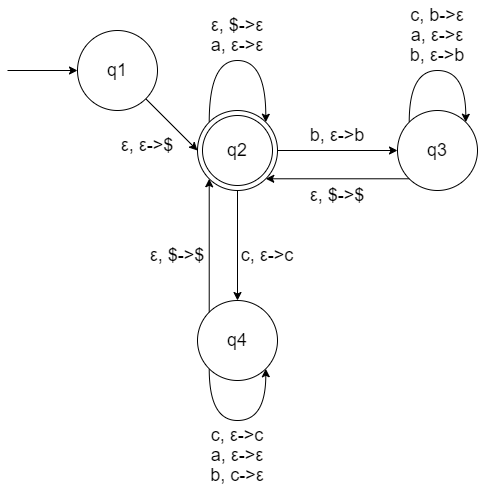 ε, $->ε
a, ε->ε
c, b->ε
a, ε->ε
b, ε->b
q1
ε, ε->$
q2
b, ε->b
q3
ε, $->$
ε, $->$
c, ε->c
q4
c, ε->c
a, ε->ε
b, c->ε